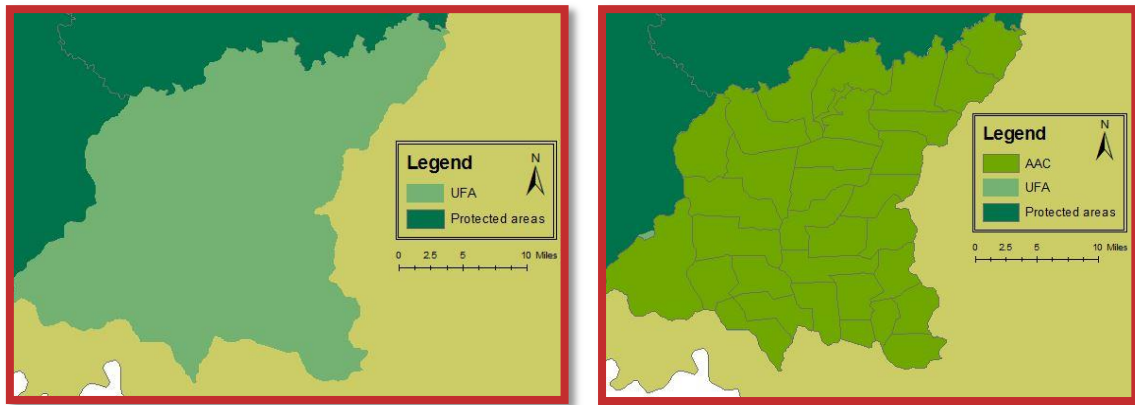 Legend
N
UFA
Protected areas
0 2.5 5 10 Miles
Legend
N
AAC
UFA
Protected areas
0 2.5 5 10 Miles